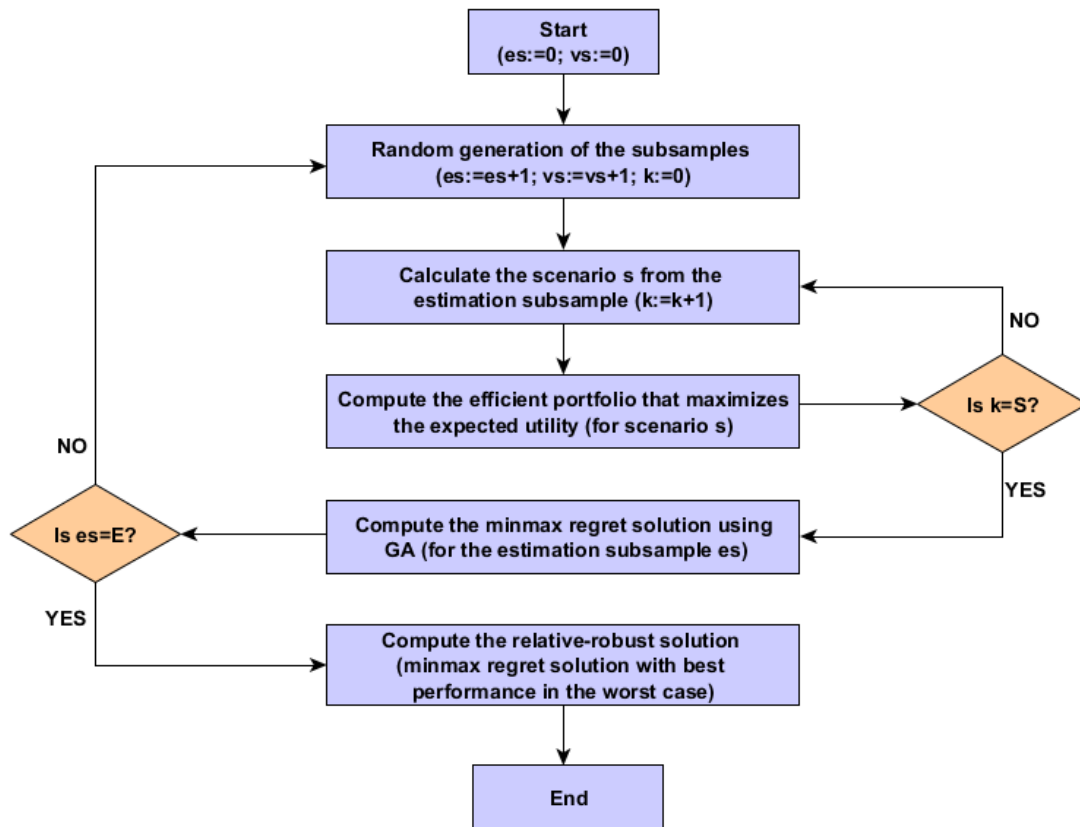 Start
(es:=0; vs:=0)
Random generation of the subsamples
(es:=es+1; vs:=vs+1; k:=0)
Calculate the scenario s from the
estimation subsample (k:=k+1)
NO
Compute the efficient portfolio that maximizes
the expected utility (for scenario s)
Is k=S?
NO
YES
Compute the minmax regret solution using
GA (for the estimation subsample es)
Is es=E?
YES
Compute the relative-robust solution
(minmax regret solution with best
performance in the worst case)
End